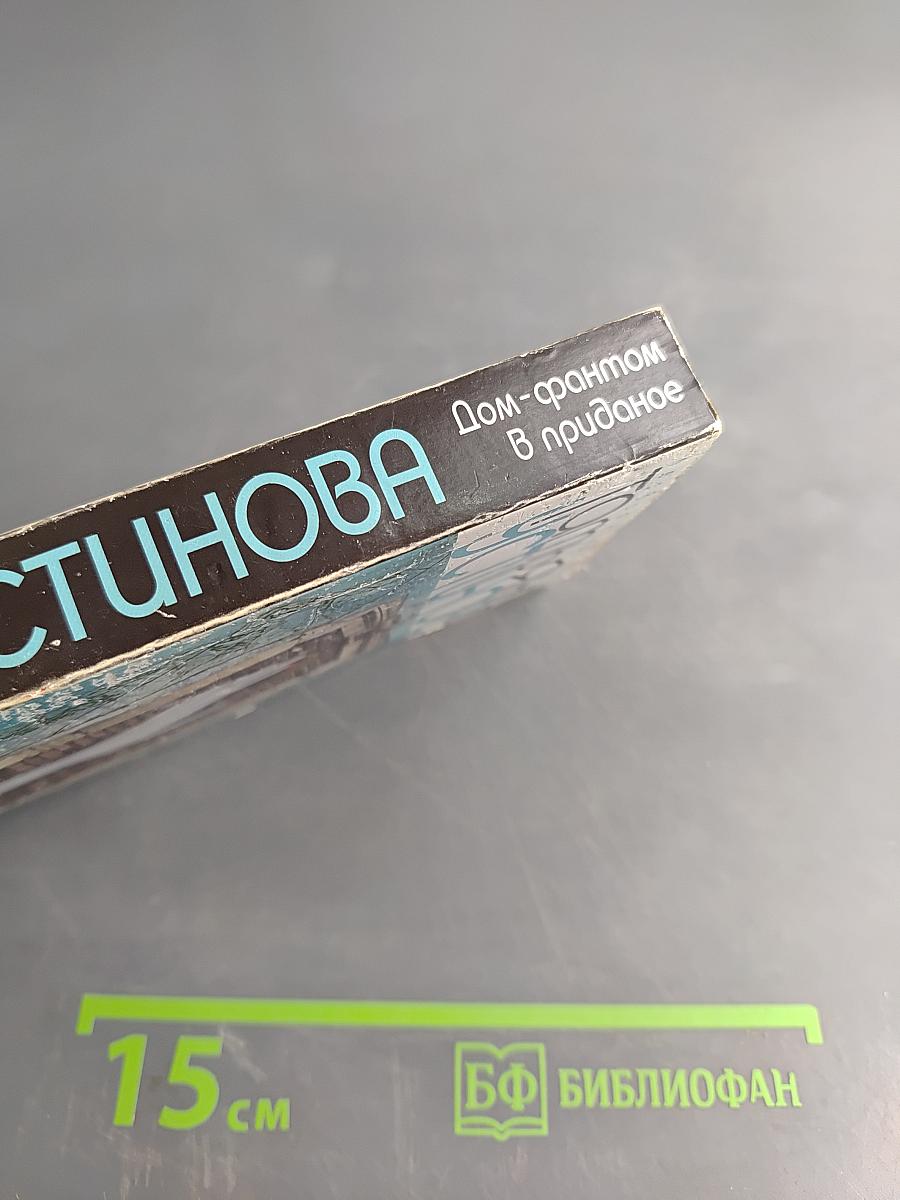 СТИНОВА
Дом-фантом
в приданое
15 см
БФ БИБЛИОФАН